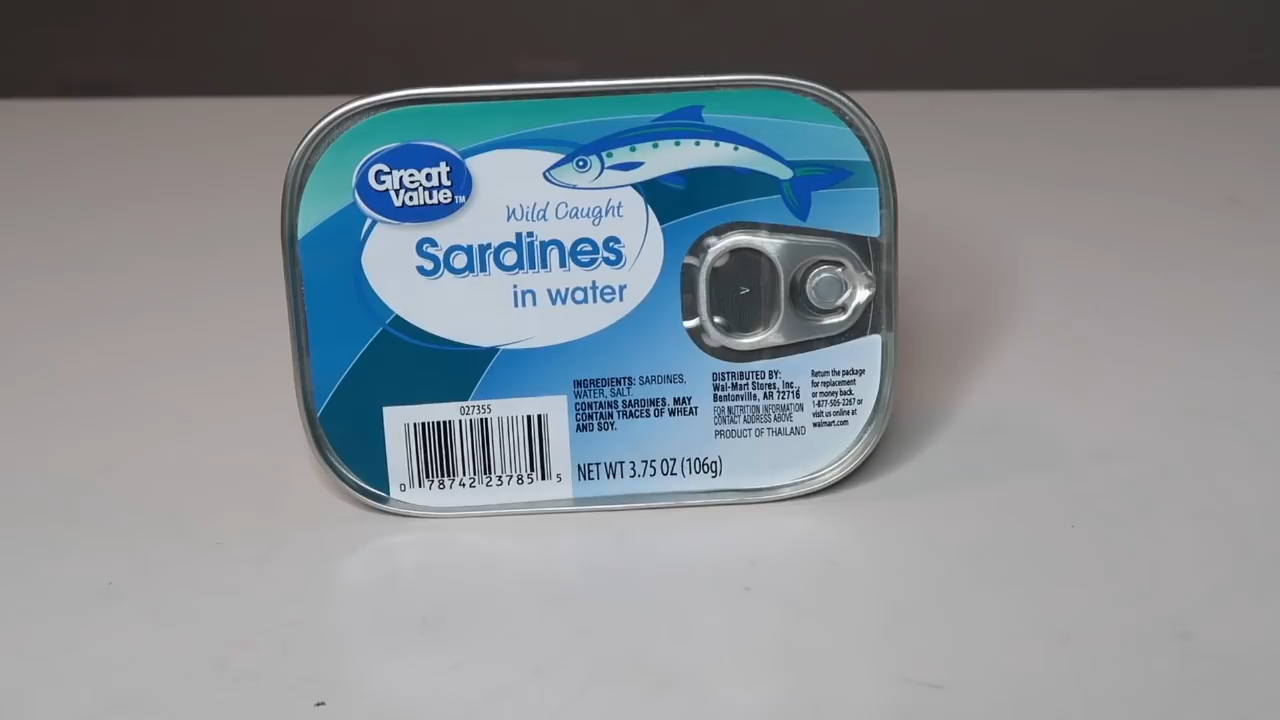 Great
Value™
Wild Caught
Sardines
in water
INGREDIENTS: SARDINES,
WATER, SALT.
CONTAINS SARDINES. MAY
CONTAIN TRACES OF WHEAT
AND SOY.
DISTRIBUTED BY:
Wal-Mart Stores, Inc.,
Bentonville, AR 72716
FOR NUTRITION INFORMATION
CONTACT ADDRESS ABOVE
PRODUCT OF THAILAND
Return the package
for replacement
or money back.
1-877-505-2267 or
visit us online at
walmart.com
027355
0 78742 23785 5
NET WT 3.75 OZ (106g)